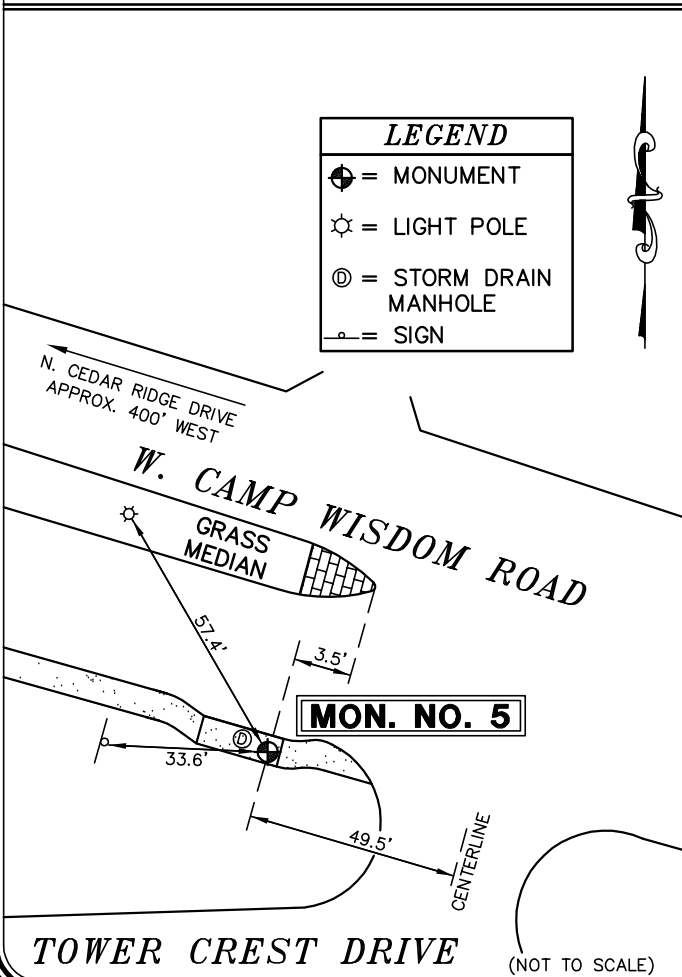 LEGEND
= MONUMENT
= LIGHT POLE
D = STORM DRAIN
MANHOLE
= SIGN
N. CEDAR RIDGE DRIVE
APPROX. 400' WEST
W. CAMP WISDOM ROAD
GRASS
MEDIAN
57.4'
3.5'
MON. NO. 5
D
33.6'
49.5'
CENTERLINE
TOWER CREST DRIVE
(NOT TO SCALE)